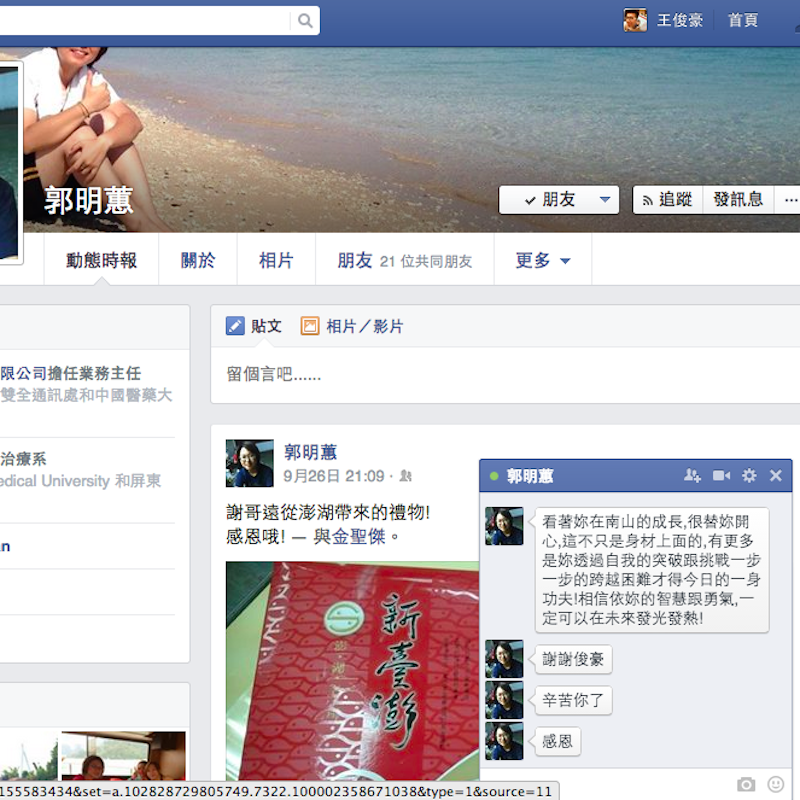 王俊豪
首頁
郭明蕙
朋友
追蹤
發訊息
...
動態時報
關於
相片
朋友 21 位共同朋友
更多
貼文
相片／影片
留個言吧......
限公司擔任業務主任
雙全通訊處和中國醫藥大
治療系
edical University 和屏東
n
郭明蕙
9月26日 21:09 ·
謝哥遠從澎湖帶來的禮物!
感恩哦! — 與金聖傑。
新臺澎
郭明蕙
看著妳在南山的成長,很替妳開
心,這不只是身材上面的,有更多
是妳透過自我的突破跟挑戰一步
一步的跨越困難才得今日的一身
功夫!相信依妳的智慧跟勇氣,一
定可以在未來發光發熱!
謝謝俊豪
辛苦你了
感恩
155583434&set=a.102828729805749.7322.100002358671038&type=1&source=11